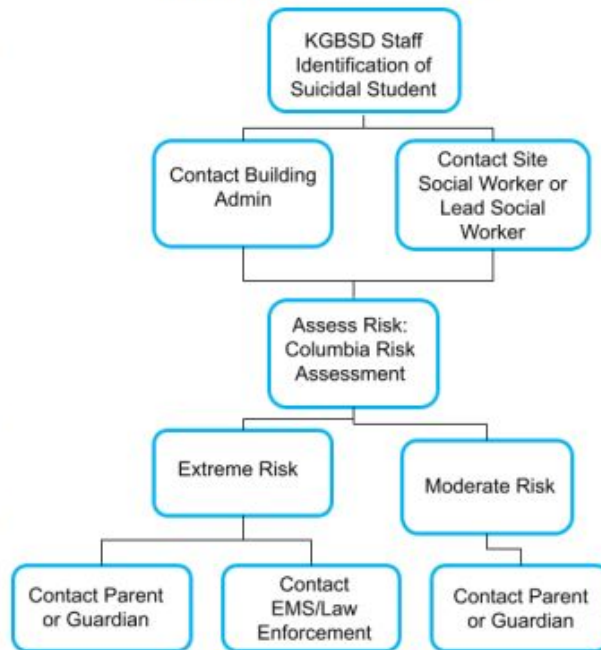 KGBSD Staff
Identification of
Suicidal Student
Contact Building
Admin
Contact Site
Social Worker or
Lead Social
Worker
Assess Risk:
Columbia Risk
Assessment
Extreme Risk
Moderate Risk
Contact Parent
or Guardian
Contact
EMS/Law
Enforcement
Contact Parent
or Guardian